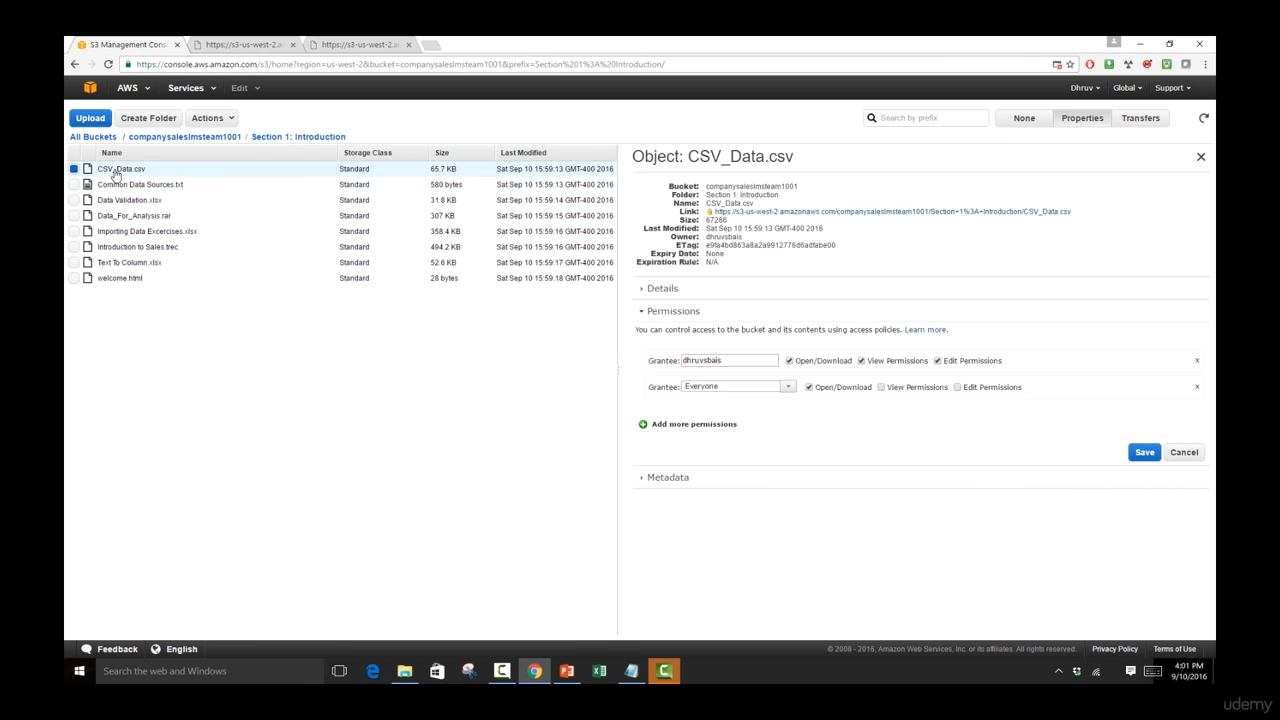 S3 Management Cons
https://s3-us-west-2.am
https://s3-us-west-2.am
https://console.aws.amazon.com/s3/home?region=us-west-2&bucket=companysaleslmsteam1001&prefix=Section%201%3A%20Introduction/
AWS Services Edit Dhruv Global Support
Upload Create Folder Actions Search by prefix None Properties Transfers
All Buckets / companysaleslmsteam1001 / Section 1: Introduction
Name Storage Class Size Last Modified
CSV_Data.csv Standard 65.7 KB Sat Sep 10 15:59:13 GMT-400 2016
Common Data Sources.txt Standard 580 bytes Sat Sep 10 15:59:13 GMT-400 2016
Data Validation.xlsx Standard 31.8 KB Sat Sep 10 15:59:14 GMT-400 2016
Data_For_Analysis.rar Standard 307 KB Sat Sep 10 15:59:15 GMT-400 2016
Importing Data Excercises.xlsx Standard 358.4 KB Sat Sep 10 15:59:16 GMT-400 2016
Introduction to Sales.trec Standard 494.2 KB Sat Sep 10 15:59:16 GMT-400 2016
Text To Column.xlsx Standard 52.6 KB Sat Sep 10 15:59:17 GMT-400 2016
welcome.html Standard 28 bytes Sat Sep 10 15:59:18 GMT-400 2016
Object: CSV_Data.csv
Bucket: companysaleslmsteam1001
Folder: Section 1: Introduction
Name: CSV_Data.csv
Link: https://s3-us-west-2.amazonaws.com/companysaleslmsteam1001/Section+1%3A+Introduction/CSV_Data.csv
Size: 67286
Last Modified: Sat Sep 10 15:59:13 GMT-400 2016
Owner: dhruvsbais
ETag: e9fa4bd863a8a2a9912776d6adfabe00
Expiry Date: None
Expiration Rule: N/A
Details
Permissions
You can control access to the bucket and its contents using access policies. Learn more.
Grantee: dhruvsbais Open/Download View Permissions Edit Permissions x
Grantee: Everyone Open/Download View Permissions Edit Permissions x
Add more permissions
Save Cancel
Metadata
Feedback English © 2008 - 2016, Amazon Web Services, Inc. or its affiliates. All rights reserved. Privacy Policy Terms of Use
Search the web and Windows
4:01 PM
9/10/2016
udemy